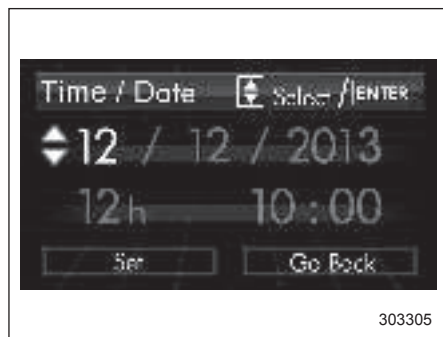 Time / Date Select /ENTER
12 / 12 / 2013
12h 10:00
Set Go Back
303305